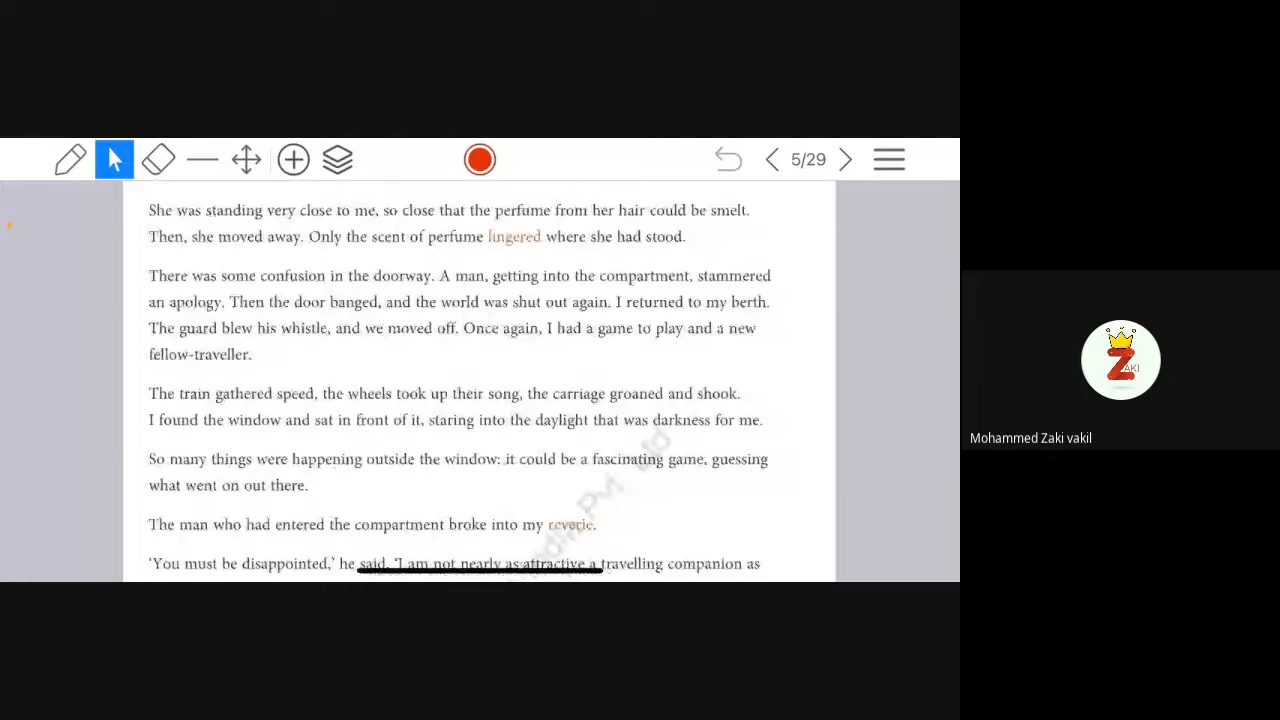 5/29
She was standing very close to me, so close that the perfume from her hair could be smelt.
Then, she moved away. Only the scent of perfume lingered where she had stood.
There was some confusion in the doorway. A man, getting into the compartment, stammered
an apology. Then the door banged, and the world was shut out again. I returned to my berth.
The guard blew his whistle, and we moved off. Once again, I had a game to play and a new
fellow-traveller.
The train gathered speed, the wheels took up their song, the carriage groaned and shook.
I found the window and sat in front of it, staring into the daylight that was darkness for me.
So many things were happening outside the window: it could be a fascinating game, guessing
what went on out there.
The man who had entered the compartment broke into my reverie.
‘You must be disappointed,’ he said. ‘I am not nearly as attractive a travelling companion as
Pvt Ltd
ZAKI
Mohammed Zaki vakil